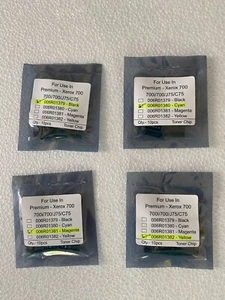 For Use In
Premium - Xerox 700
700i/700/J75/C75
006R01379 - Black
006R01380 - Cyan
006R01381 - Magenta
006R01382 - Yellow
Qty - 10pcs Toner Chip
For Use In
Premium - Xerox 700
700i/700/J75/C75
006R01379 - Black
006R01380 - Cyan
006R01381 - Magenta
006R01382 - Yellow
Qty - 10pcs Toner Chip
For Use In
Premium - Xerox 700
700i/700/J75/C75
006R01379 - Black
006R01380 - Cyan
006R01381 - Magenta
006R01382 - Yellow
Qty - 10pcs Toner Chip
For Use In
Premium - Xerox 700
700i/700/J75/C75
006R01379 - Black
006R01380 - Cyan
006R01381 - Magenta
006R01382 - Yellow
Qty - 10pcs Toner Chip